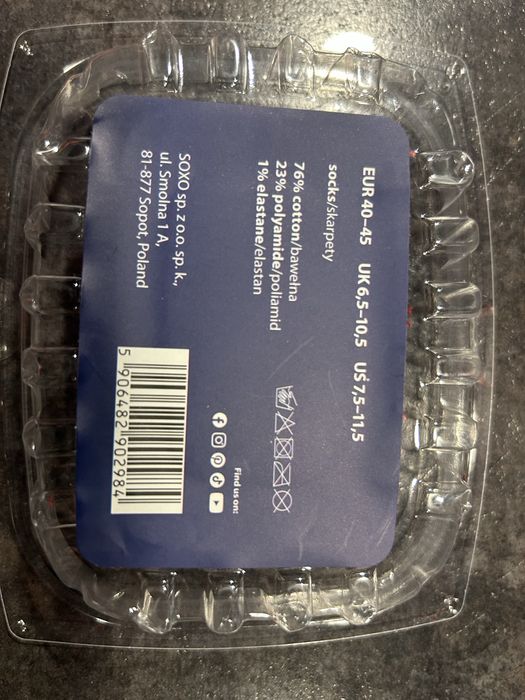 EUR 40–45 UK 6,5–10,5 US 7,5–11,5
socks/skarpety
76% cotton/bawełna
23% polyamide/poliamid
1% elastane/elastan
Find us on:
SOXO sp. z o.o. sp. k.,
ul. Smolna 1 A,
81-877 Sopot, Poland
5 906482 902984